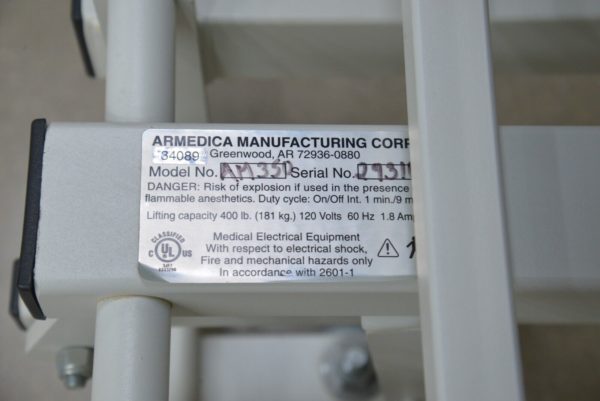 ARMEDICA MANUFACTURING CORP
84089 Greenwood, AR 72936-0880
Model No. AM350 Serial No.
DANGER: Risk of explosion if used in the presence
flammable anesthetics. Duty cycle: On/Off Int. 1 min./9 m
Lifting capacity 400 lb. (181 kg.) 120 Volts 60 Hz 1.8 Am
CLASSIFIED
C UL US
Medical Electrical Equipment
With respect to electrical shock,
Fire and mechanical hazards only
In accordance with 2601-1